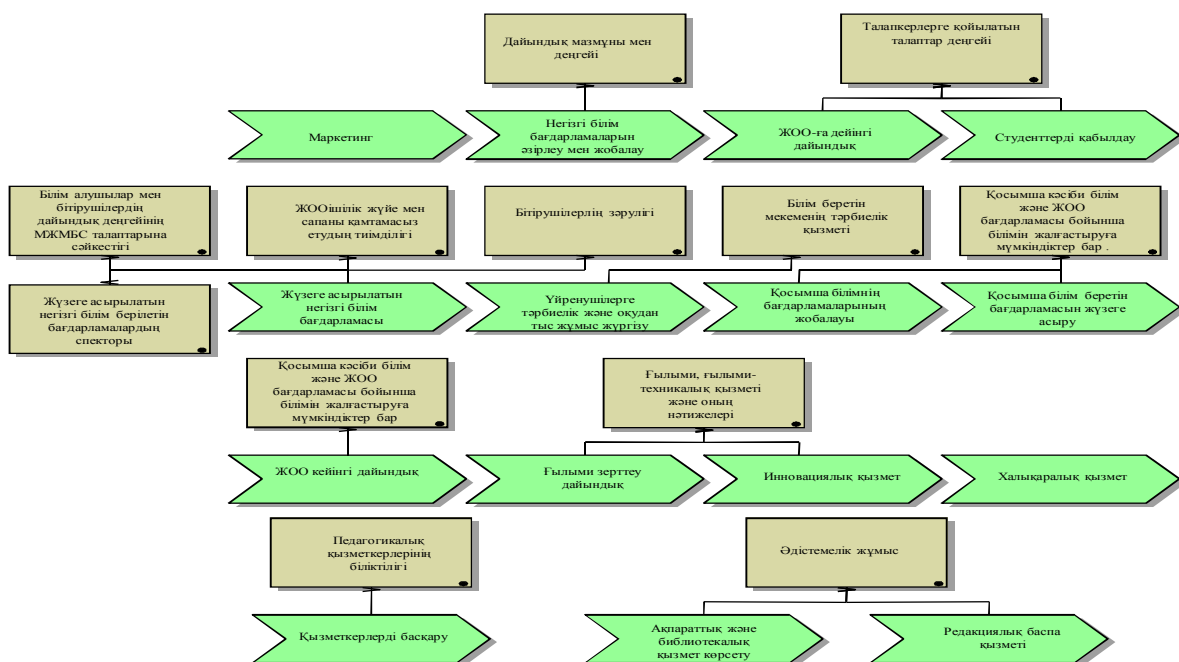 Дайындық мазмұны мен
деңгейі
Талапкерлерге қойылатын
талаптар деңгейі
Маркетинг
Негізгі білім
бағдарламаларын
әзірлеу мен жобалау
ЖОО-ға дейінгі
дайындық
Студенттерді қабылдау
Білім алушылар мен
бітірушілердің
дайындық деңгейінің
МЖМБС талаптарына
сәйкестігі
ЖООішілік жүйе мен
сапаны қамтамасыз
етудың тиімділігі
Бітірушілерлің зәрулігі
Білім беретін
мекеменің тәрбиелік
қызметі
Қосымша кәсіби білім
және ЖОО
бағдарламасы бойынша
білімін жалғастыруға
мүмкіндіктер бар .
Жүзеге асырылатын
негізгі білім берілетін
бағдарламалардың
спекторы
Жүзеге асырылатын
негізгі білім
бағдарламасы
Үйренушілерге
тәрбиелік және оқудан
тыс жұмыс жүргізу
Қосымша білімнің
бағдарламаларының
жобалауы
Қосымша білім беретін
бағдарламасын жүзеге
асыру
Қосымша кәсіби білім
және ЖОО
бағдарламасы бойынша
білімін жалғастыруға
мүмкіндіктер бар
Ғылыми, ғылыми-
техникалық қызметі
және оның
нәтижелері
ЖОО кейінгі дайындық
Ғылыми зерттеу
дайындық
Инновациялық қызмет
Халықаралық қызмет
Педагогикалық
қызметкерлерінің
біліктілігі
Әдістемелік жұмыс
Қызметкерлерді басқару
Ақпараттық және
библиотекалық
қызмет көрсету
Редакциялық баспа
қызметі